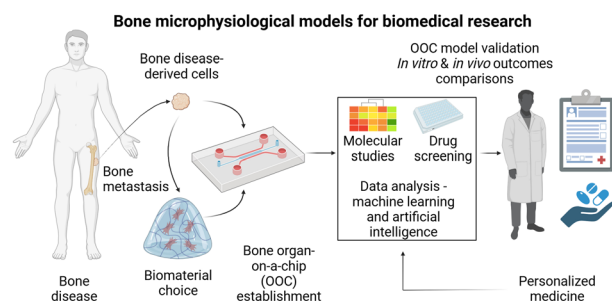 Bone microphysiological models for biomedical research
Bone disease-
derived cells
Bone
metastasis
Bone
disease
Biomaterial
choice
Bone organ-
on-a-chip
(OOC)
establishment
Molecular
studies
Drug
screening
Data analysis -
machine learning
and artificial
intelligence
OOC model validation
In vitro & in vivo outcomes
comparisons
Personalized
medicine